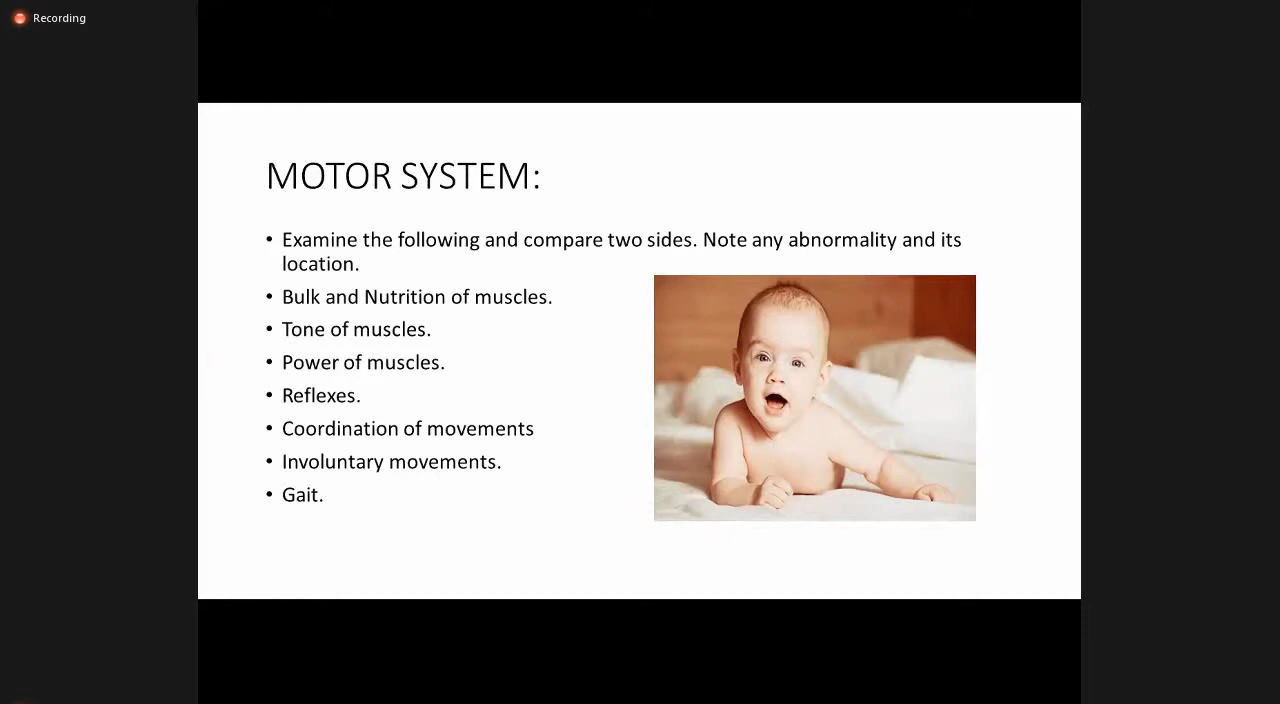 Recording
MOTOR SYSTEM:
• Examine the following and compare two sides. Note any abnormality and its
location.
• Bulk and Nutrition of muscles.
• Tone of muscles.
• Power of muscles.
• Reflexes.
• Coordination of movements
• Involuntary movements.
• Gait.